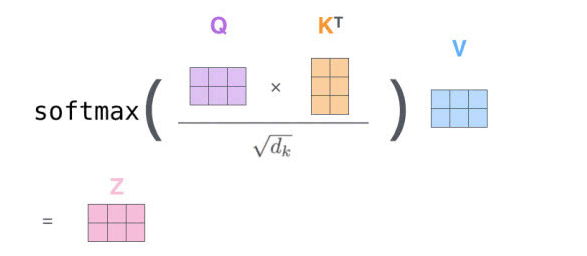 Q
×
K^T
V
softmax( / √d_k )
Z
=